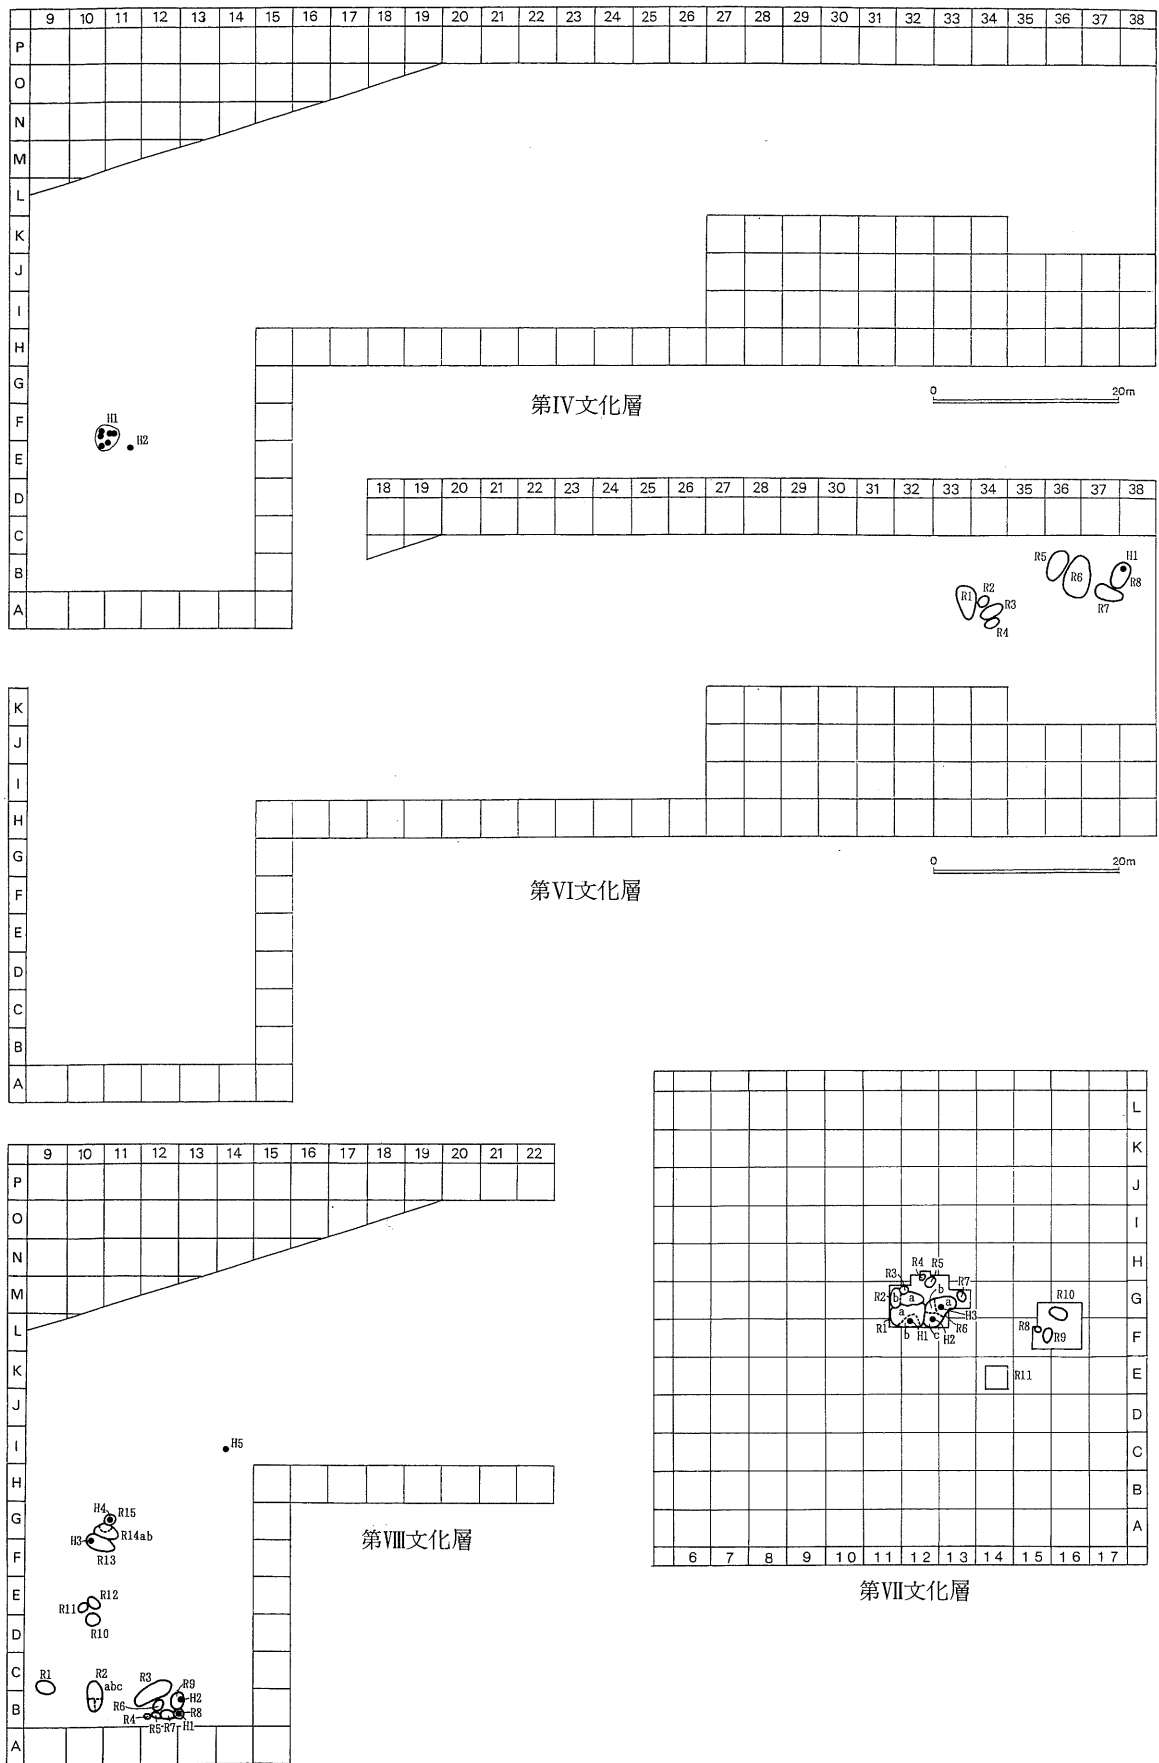 9 10 11 12 13 14 15 16 17 18 19 20 21 22 23 24 25 26 27 28 29 30 31 32 33 34 35 36 37 38
P
O
N
M
L
K
J
I
H
G
F
E
D
C
B
A
H1
H2
第IV文化層
0 20m
18 19 20 21 22 23 24 25 26 27 28 29 30 31 32 33 34 35 36 37 38
R5
R6
H1
R8
R7
R1
R2
R3
R4
K
J
I
H
G
F
E
D
C
B
A
第VI文化層
0 20m
9 10 11 12 13 14 15 16 17 18 19 20 21 22
P
O
N
M
L
K
J
I
H
G
F
E
D
C
B
A
H5
H4
R15
R14ab
H3
R13
R12
R11
R10
R1
R2
abc
R3
R9
H2
R6
R8
R4
R5
R7
H1
第VIII文化層
L
K
J
I
H
G
F
E
D
C
B
A
R4
R5
R3
R7
R2
b
a
b
a
H3
R1
a
b
H1
c
H2
R6
R10
R8
R9
R11
6 7 8 9 10 11 12 13 14 15 16 17
第VII文化層